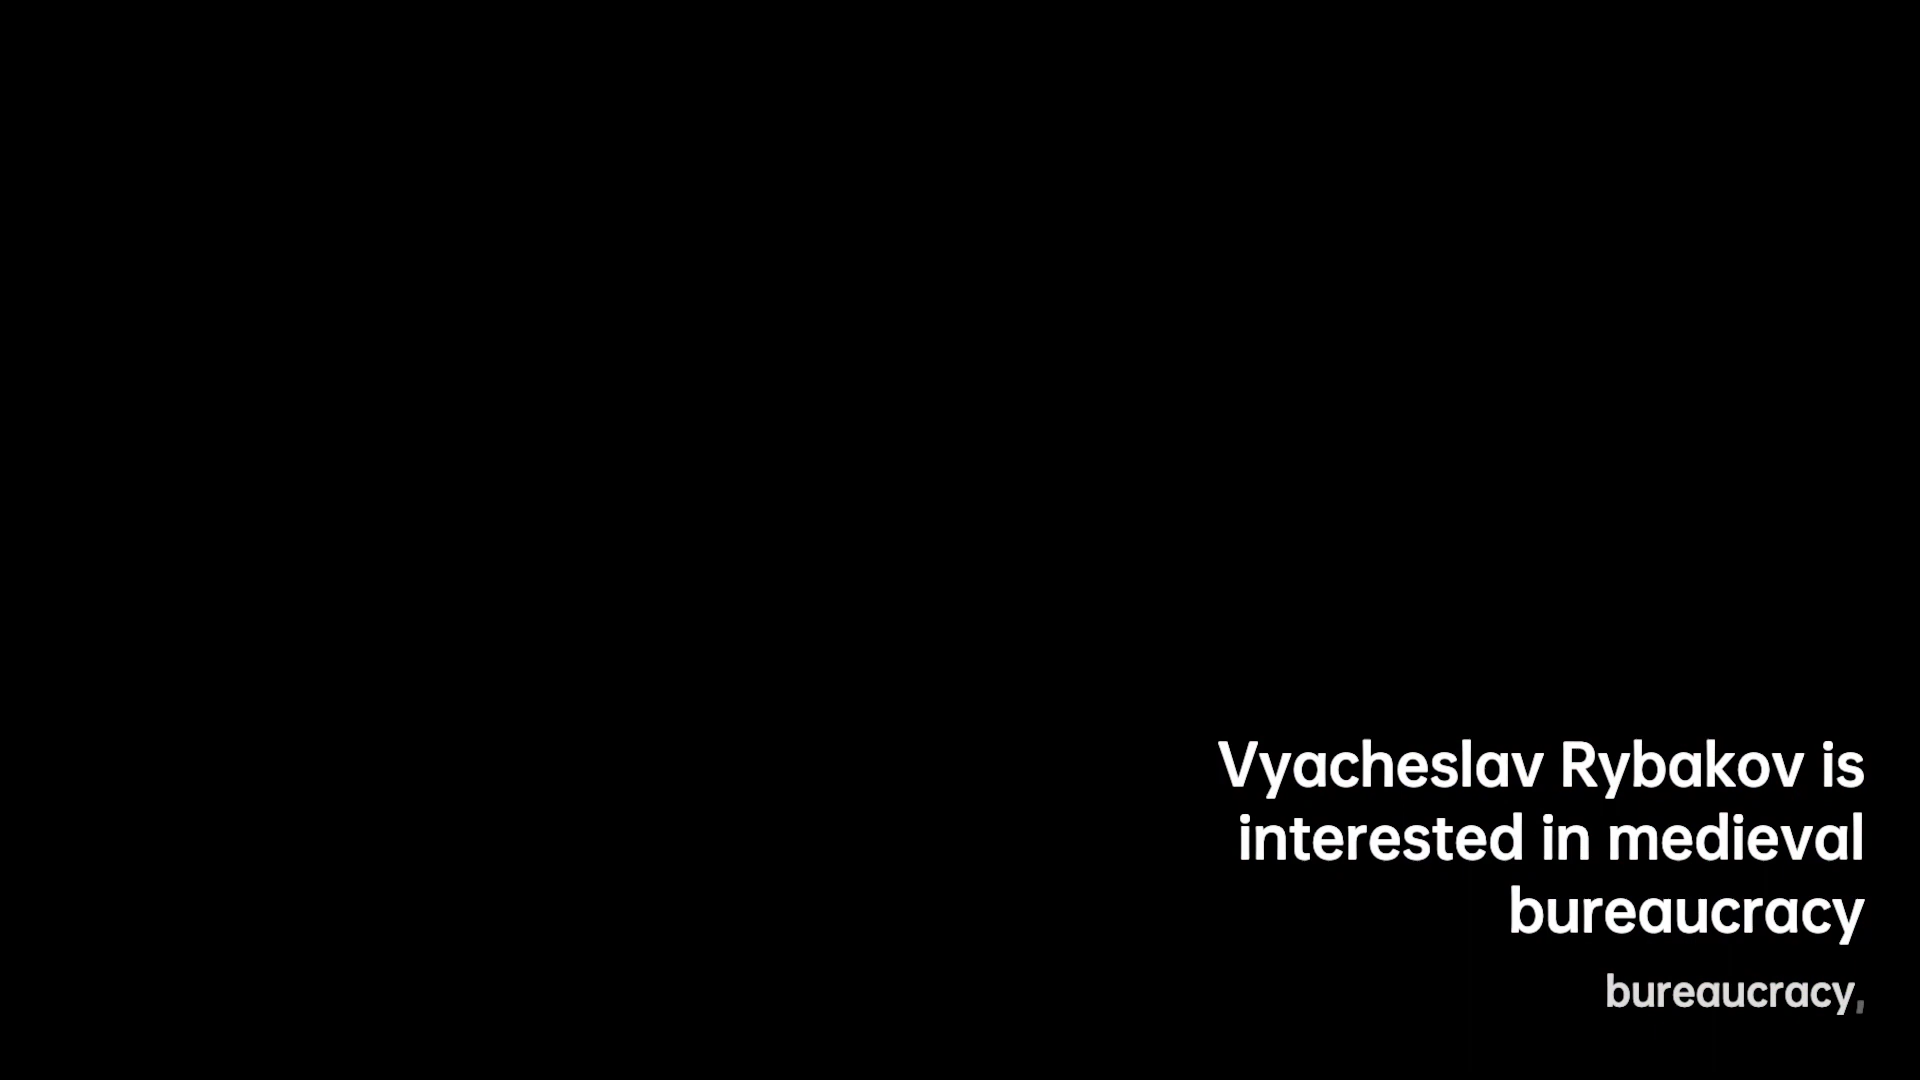 Vyacheslav Rybakov is
interested in medieval
bureaucracy
bureaucracy,